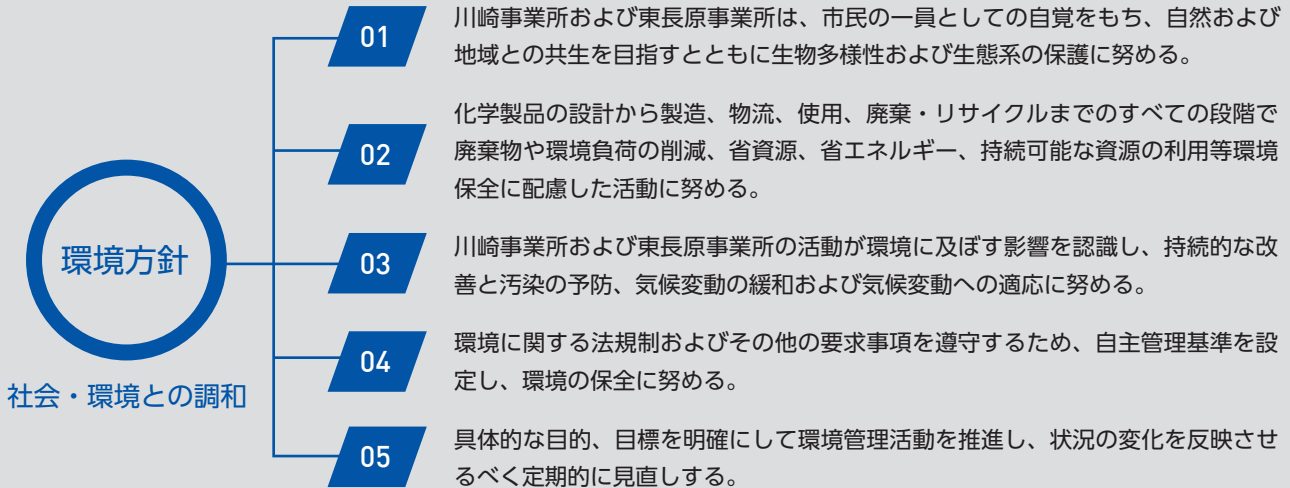 環境方針
社会・環境との調和
01
川崎事業所および東長原事業所は、市民の一員としての自覚をもち、自然および
地域との共生を目指すとともに生物多様性および生態系の保護に努める。
02
化学製品の設計から製造、物流、使用、廃棄・リサイクルまでのすべての段階で
廃棄物や環境負荷の削減、省資源、省エネルギー、持続可能な資源の利用等環境
保全に配慮した活動に努める。
03
川崎事業所および東長原事業所の活動が環境に及ぼす影響を認識し、持続的な改
善と汚染の予防、気候変動の緩和および気候変動への適応に努める。
04
環境に関する法規制およびその他の要求事項を遵守するため、自主管理基準を設
定し、環境の保全に努める。
05
具体的な目的、目標を明確にして環境管理活動を推進し、状況の変化を反映させ
るべく定期的に見直しする。